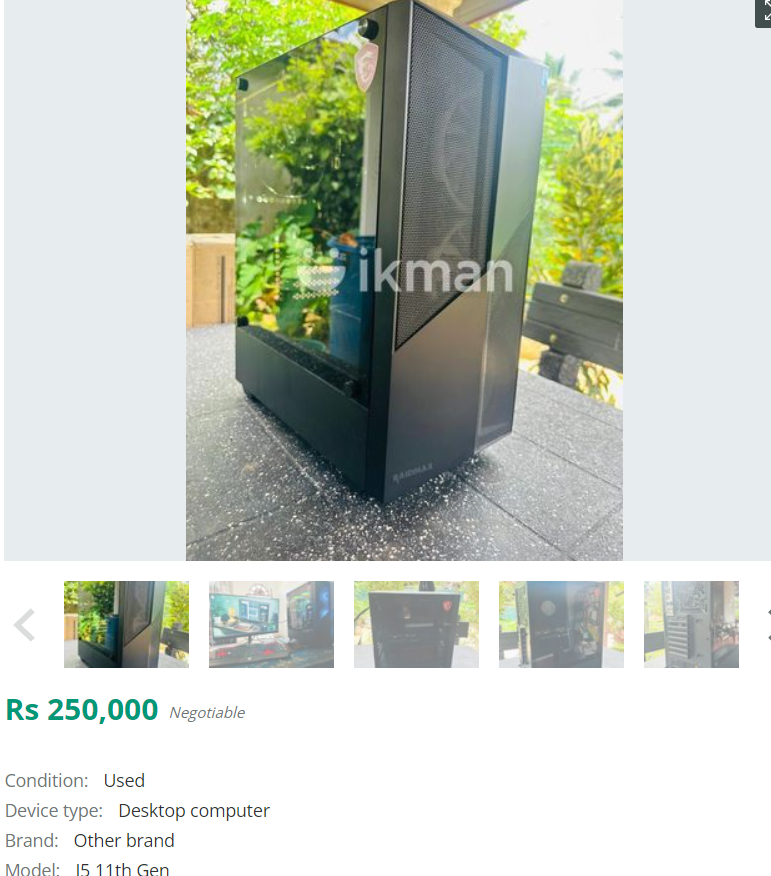 ikman
RAIDMAX
Rs 250,000 Negotiable
Condition: Used
Device type: Desktop computer
Brand: Other brand
Model: I5 11th Gen